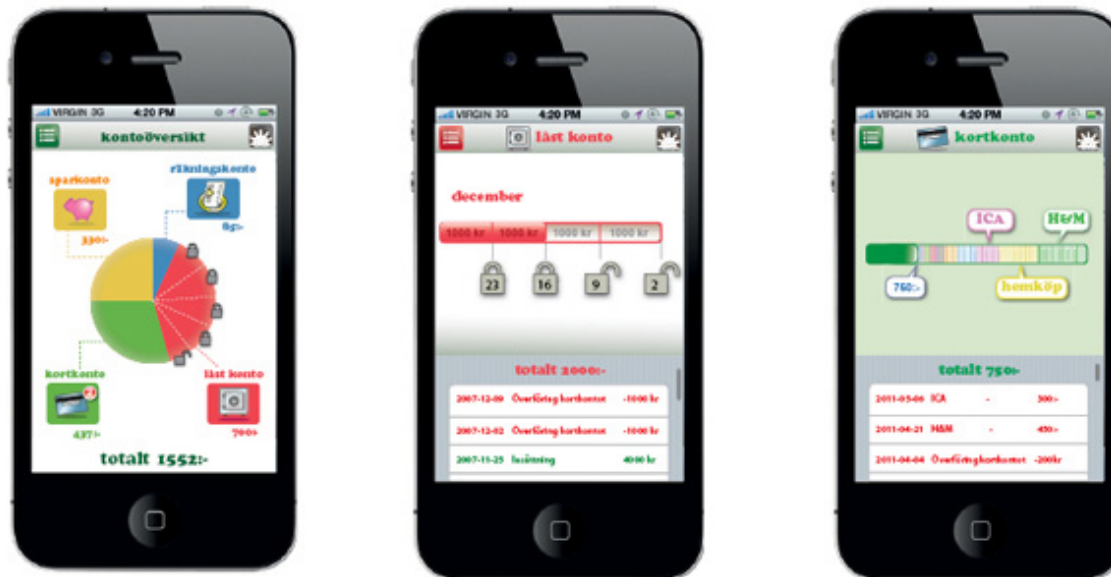 VIRGIN 3G 4:20 PM
kontoöversikt
sparkonto
räkningskonto
330:-
85:-
kortkonto
låst konto
437:-
700:-
totalt 1552:-
VIRGIN 3G 4:20 PM
låst konto
december
1000 kr 1000 kr 1000 kr 1000 kr
23 16 9 2
totalt 2000:-
2007-12-09 Överföring kortkontot -1000 kr
2007-12-02 Överföring kortkontot -1000 kr
2007-11-25 Insättning 4000 kr
VIRGIN 3G 4:20 PM
kortkonto
ICA
H&M
760:-
hemköp
totalt 750:-
2011-05-06 ICA - 300:-
2011-04-21 H&M - 450:-
2011-04-04 Överföring kortkontot -200kr